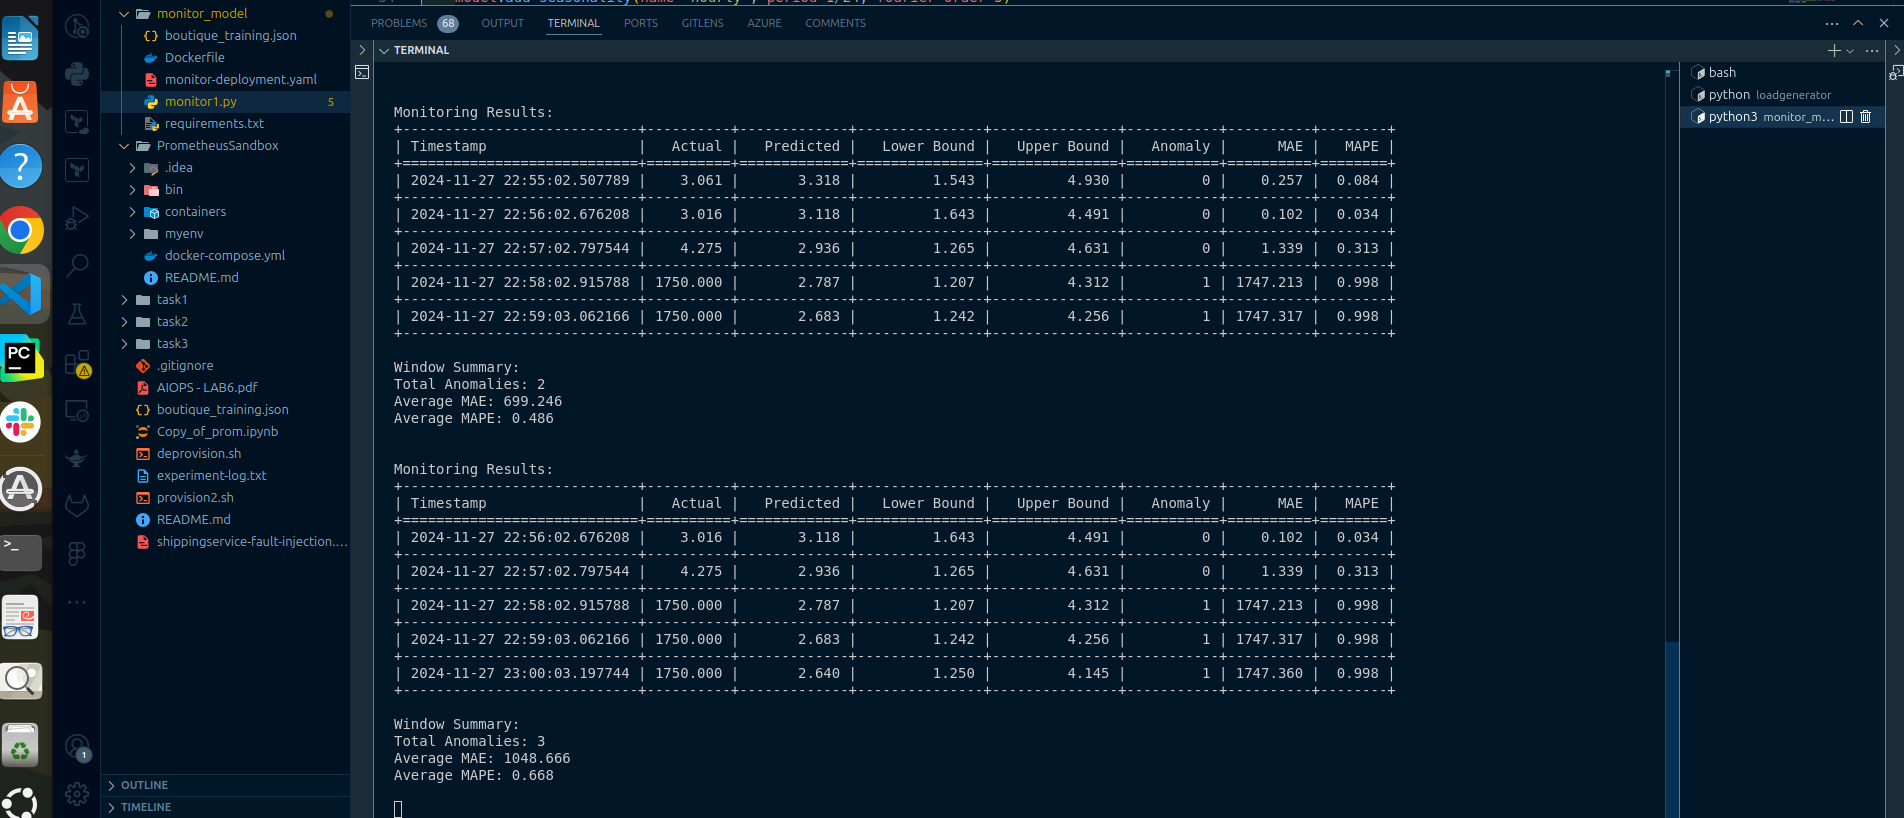 monitor_model
boutique_training.json
Dockerfile
monitor-deployment.yaml
monitor1.py 5
requirements.txt
PrometheusSandbox
.idea
bin
containers
myenv
docker-compose.yml
README.md
task1
task2
task3
.gitignore
AIOPS - LAB6.pdf
boutique_training.json
Copy_of_prom.ipynb
deprovision.sh
experiment-log.txt
provision2.sh
README.md
shippingservice-fault-injection....
OUTLINE
TIMELINE
PROBLEMS 68 OUTPUT TERMINAL PORTS GITLENS AZURE COMMENTS
TERMINAL
Monitoring Results:
| Timestamp | Actual | Predicted | Lower Bound | Upper Bound | Anomaly | MAE | MAPE |
| 2024-11-27 22:55:02.507789 | 3.061 | 3.318 | 1.543 | 4.930 | 0 | 0.257 | 0.084 |
| 2024-11-27 22:56:02.676208 | 3.016 | 3.118 | 1.643 | 4.491 | 0 | 0.102 | 0.034 |
| 2024-11-27 22:57:02.797544 | 4.275 | 2.936 | 1.265 | 4.631 | 0 | 1.339 | 0.313 |
| 2024-11-27 22:58:02.915788 | 1750.000 | 2.787 | 1.207 | 4.312 | 1 | 1747.213 | 0.998 |
| 2024-11-27 22:59:03.062166 | 1750.000 | 2.683 | 1.242 | 4.256 | 1 | 1747.317 | 0.998 |
Window Summary:
Total Anomalies: 2
Average MAE: 699.246
Average MAPE: 0.486
Monitoring Results:
| Timestamp | Actual | Predicted | Lower Bound | Upper Bound | Anomaly | MAE | MAPE |
| 2024-11-27 22:56:02.676208 | 3.016 | 3.118 | 1.643 | 4.491 | 0 | 0.102 | 0.034 |
| 2024-11-27 22:57:02.797544 | 4.275 | 2.936 | 1.265 | 4.631 | 0 | 1.339 | 0.313 |
| 2024-11-27 22:58:02.915788 | 1750.000 | 2.787 | 1.207 | 4.312 | 1 | 1747.213 | 0.998 |
| 2024-11-27 22:59:03.062166 | 1750.000 | 2.683 | 1.242 | 4.256 | 1 | 1747.317 | 0.998 |
| 2024-11-27 23:00:03.197744 | 1750.000 | 2.640 | 1.250 | 4.145 | 1 | 1747.360 | 0.998 |
Window Summary:
Total Anomalies: 3
Average MAE: 1048.666
Average MAPE: 0.668
bash
python loadgenerator
python3 monitor_m...
PC
1